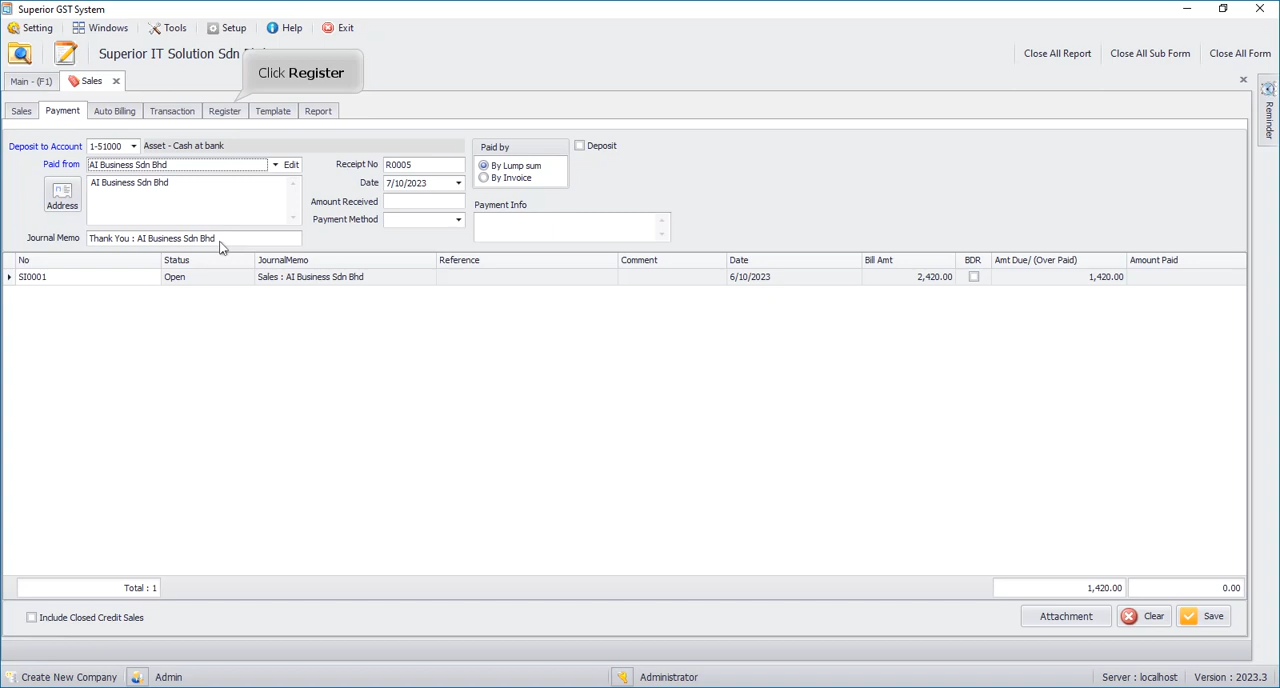 Superior GST System
Setting Windows Tools Setup Help Exit
Superior IT Solution Sdn
Close All Report Close All Sub Form Close All Form
Click Register
Main - (F1) Sales
Sales Payment Auto Billing Transaction Register Template Report
Reminder
Deposit to Account 1-51000 Asset - Cash at bank
Paid by
Deposit
Paid from AI Business Sdn Bhd Edit
Receipt No R0005
By Lump sum
AI Business Sdn Bhd
Date 7/10/2023
By Invoice
Address
Amount Received
Payment Info
Payment Method
Journal Memo Thank You : AI Business Sdn Bhd
No Status JournalMemo Reference Comment Date Bill Amt BDR Amt Due/ (Over Paid) Amount Paid
SI0001 Open Sales : AI Business Sdn Bhd 6/10/2023 2,420.00 1,420.00
Total : 1 1,420.00 0.00
Include Closed Credit Sales
Attachment Clear Save
Create New Company Admin Administrator Server : localhost Version : 2023.3